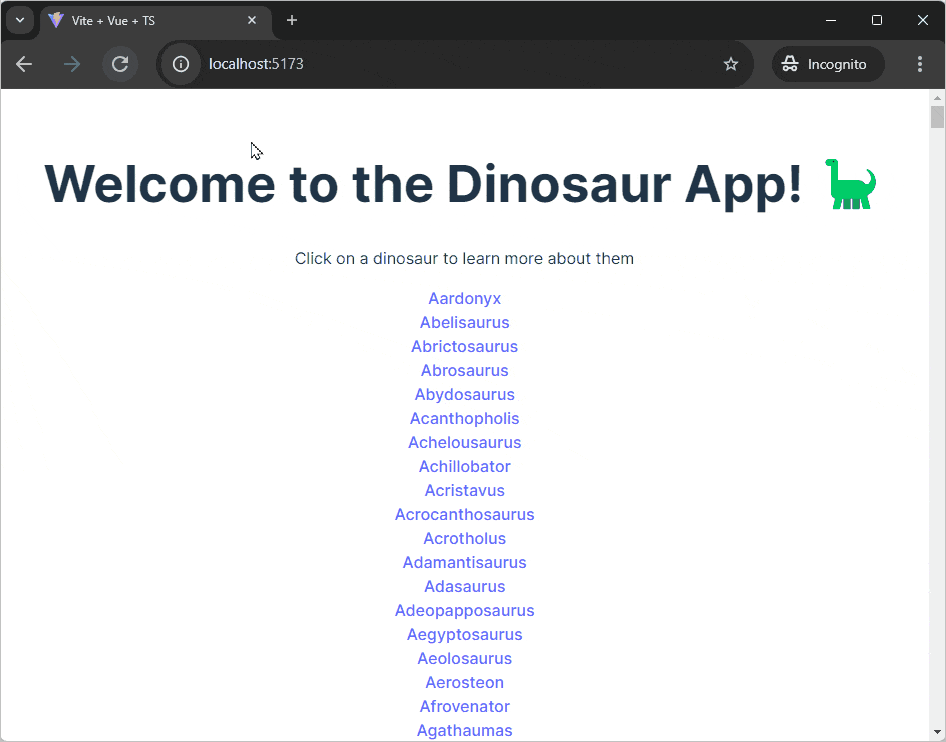 Vite + Vue + TS
localhost:5173
Incognito
Welcome to the Dinosaur App! 🦕
Click on a dinosaur to learn more about them
Aardonyx
Abelisaurus
Abrictosaurus
Abrosaurus
Abydosaurus
Acanthopholis
Achelousaurus
Achillobator
Acristavus
Acrocanthosaurus
Acrotholus
Adamantisaurus
Adasaurus
Adeopapposaurus
Aegyptosaurus
Aeolosaurus
Aerosteon
Afrovenator
Agathaumas